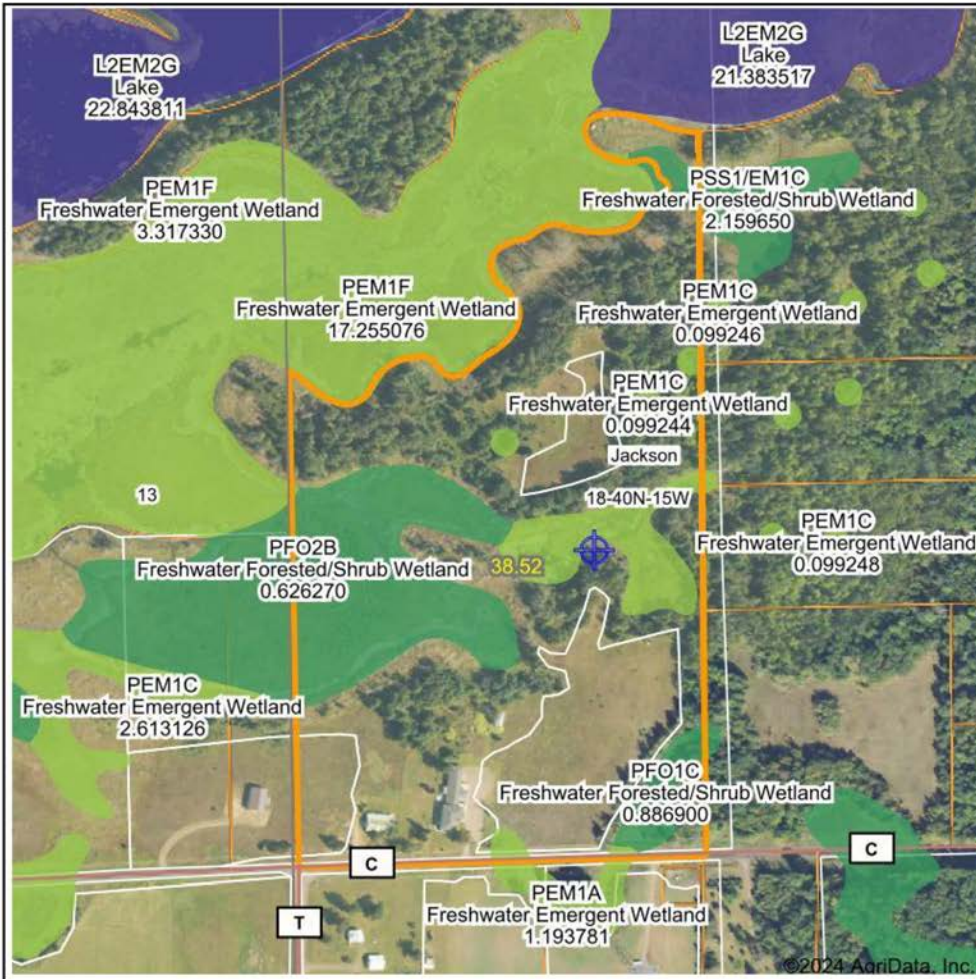 L2EM2G
Lake
22.843811
L2EM2G
Lake
21.383517
PEM1F
Freshwater Emergent Wetland
3.317330
PSS1/EM1C
Freshwater Forested/Shrub Wetland
2.159650
PEM1F
Freshwater Emergent Wetland
17.255076
PEM1C
Freshwater Emergent Wetland
0.099246
PEM1C
Freshwater Emergent Wetland
0.099244
Jackson
13
18-40N-15W
PEM1C
Freshwater Emergent Wetland
0.099248
PFO2B
Freshwater Forested/Shrub Wetland
0.626270
38.52
PEM1C
Freshwater Emergent Wetland
2.613126
PFO1C
Freshwater Forested/Shrub Wetland
0.886900
C
C
T
PEM1A
Freshwater Emergent Wetland
1.193781
©2024 AgriData, Inc